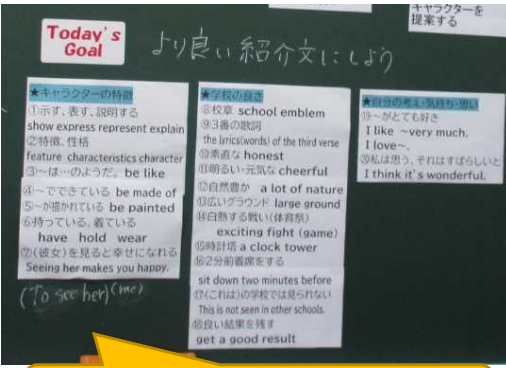 キャラクターを
提案する
Today's
Goal
より良い紹介文にしよう
★キャラクターの特徴
①示す、表す、説明する
show express represent explain
②特徴、性格
feature characteristics character
③～は…のようだ。be like
④～でできている be made of
⑤～が描かれている be painted
⑥持っている、着ている
have hold wear
⑦(彼女)を見ると幸せになれる
Seeing her makes you happy.
(To see her) (me)
★学校の良さ
⑧校章 school emblem
⑨3番の歌詞
the lyrics(words) of the third verse
⑩素直な honest
⑪明るい・元気な cheerful
⑫自然豊か a lot of nature
⑬広いグラウンド large ground
⑭白熱する戦い(体育祭)
exciting fight (game)
⑮時計塔 a clock tower
⑯2分前着席をする
sit down two minutes before
⑰(これは)の学校では見られない
This is not seen in other schools.
⑱良い結果を残す
get a good result
★自分の考え・気持ち・思い
⑲～がとても好き
I like ～very much.
I love～.
⑳私は思う、それはすばらしいと
I think it's wonderful.